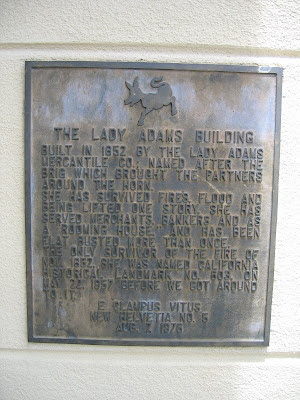 THE LADY ADAMS BUILDING
BUILT IN 1852 BY THE LADY ADAMS
MERCANTILE CO., NAMED AFTER THE
BRIG WHICH BROUGHT THE PARTNERS
AROUND THE HORN.
SHE HAS SURVIVED FIRES, FLOOD AND
BEING LIFTED ONE STORY. SHE HAS
SERVED MERCHANTS, BANKERS AND AS
A "ROOMING HOUSE," AND HAS BEEN
FLAT BUSTED MORE THAN ONCE.
THE ONLY SURVIVOR OF THE FIRE OF
NOV. 1852, SHE WAS NAMED CALIFORNIA
HISTORICAL LANDMARK NO. 603, ON
MAY 22, 1957 BEFORE WE GOT AROUND
TO IT!
E CLAMPUS VITUS
NEW HELVETIA NO. 5
AUG. 7, 1976